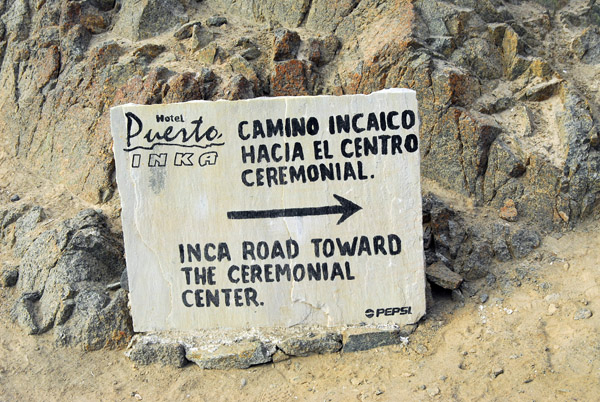 Hotel
Puerto
INKA
CAMINO INCAICO
HACIA EL CENTRO
CEREMONIAL.
INCA ROAD TOWARD
THE CEREMONIAL
CENTER.
PEPSI